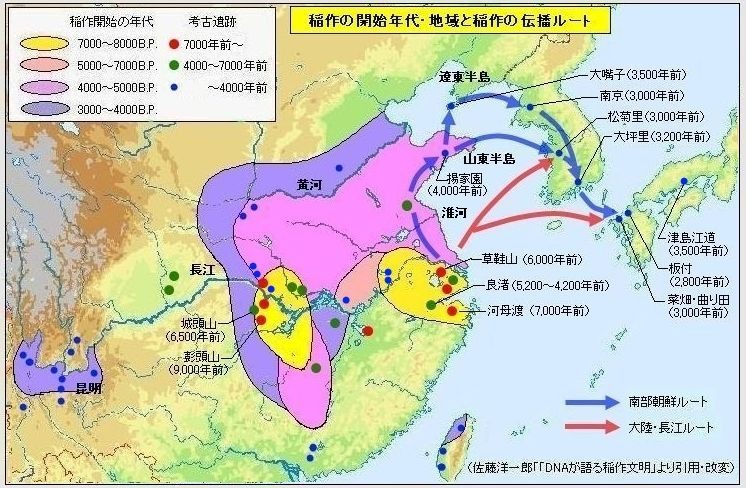 稲作の開始年代・地域と稲作の伝播ルート
稲作開始の年代
7000〜8000B.P.
5000〜7000B.P.
4000〜5000B.P.
3000〜4000B.P.
考古遺跡
7000年前〜
4000〜7000年前
〜4000年前
遼東半島
大嘴子(3,500年前)
南京(3,000年前)
松菊里(3,000年前)
大坪里(3,200年前)
山東半島
楊家園
(4,000年前)
黄河
淮河
長江
草鞋山(6,000年前)
良渚(5,200〜4,200年前)
河母渡(7,000年前)
城頭山
(6,500年前)
彭頭山
(9,000年前)
昆明
津島江道
(3,500年前)
板付
(2,800年前)
菜畑・曲り田
(3,000年前)
南部朝鮮ルート
大陸・長江ルート
(佐藤洋一郎「「DNAが語る稲作文明」より引用・改変)